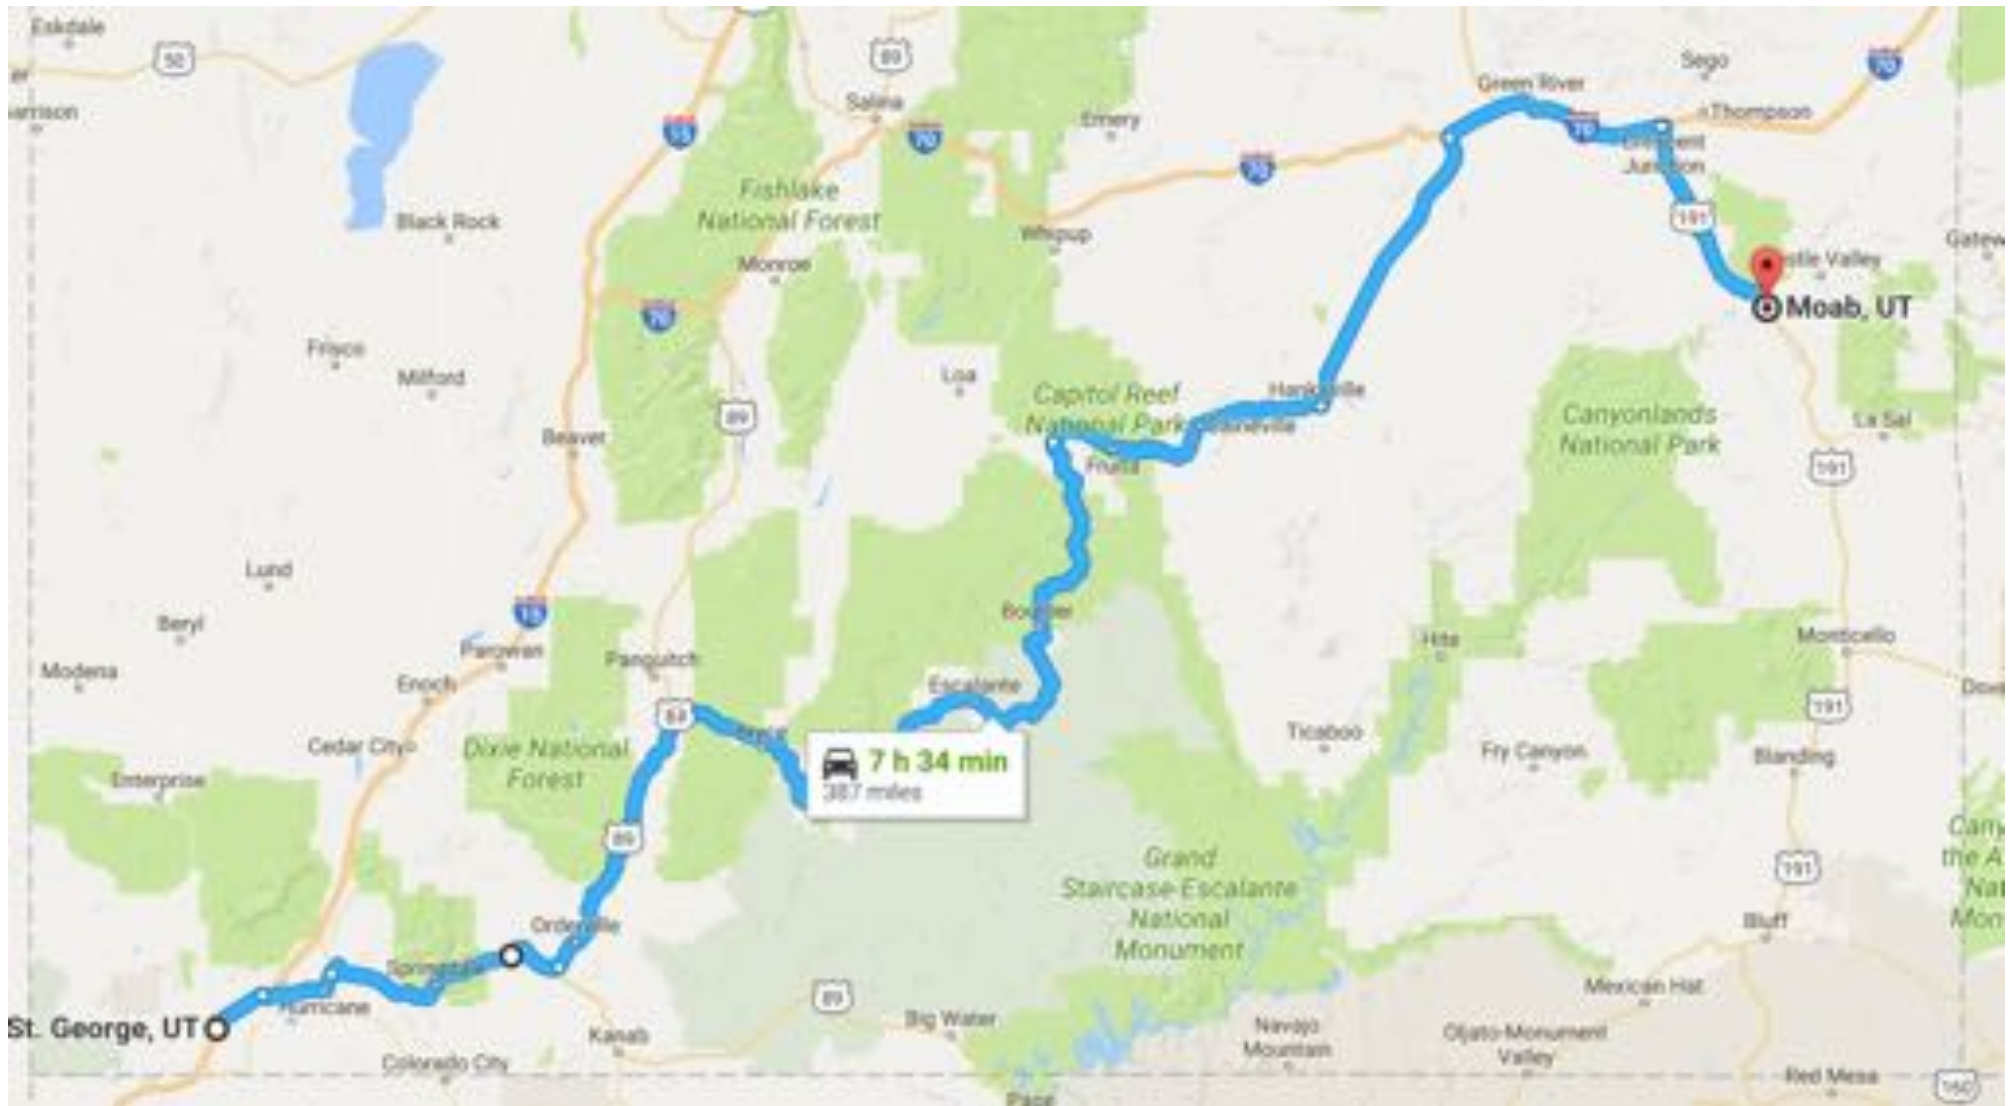 Eskdale
50
89
Sego
70
Green River
Salina
15
Emery
70
70
Thompson
70
Junction
Fishlake
National Forest
Black Rock
191
Whipup
Monroe
Castle Valley
Moab, UT
70
Frisco
Milford
Loa
Hanksville
Capitol Reef
National Park
Canyonlands
National Park
89
La Sal
Beaver
Caineville
Fruita
191
Lund
15
Boulder
Beryl
Hite
Monticello
Parowan
Panguitch
Modena
Enoch
Escalante
191
89
Cedar City
Dixie National
Forest
Bryce
Ticaboo
Fry Canyon
Blanding
7 h 34 min
387 miles
Enterprise
89
Grand
Staircase-Escalante
National
Monument
191
Orderville
Bluff
Springdale
Hurricane
89
Big Water
Mexican Hat
St. George, UT
Kanab
Navajo
Mountain
Oljato-Monument
Valley
Colorado City
Red Mesa
160
Page